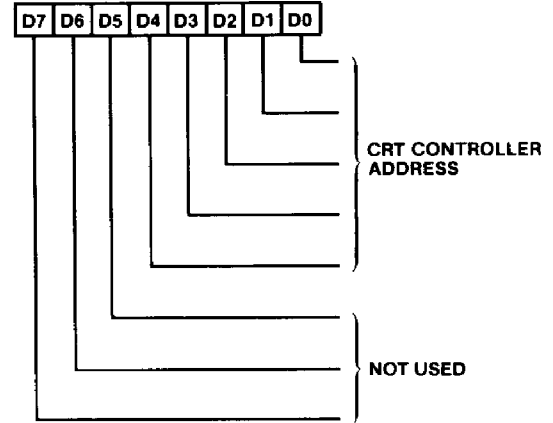 D7 D6 D5 D4 D3 D2 D1 D0
CRT CONTROLLER
ADDRESS
NOT USED